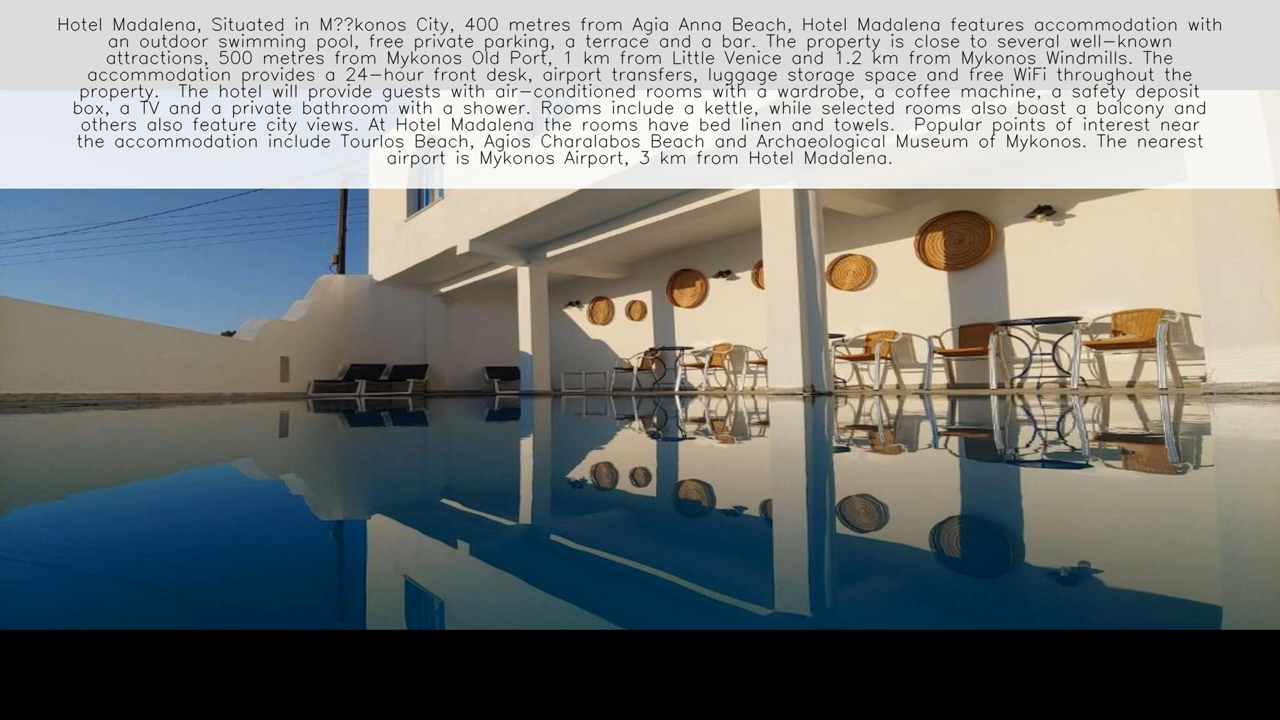 Hotel Madalena, Situated in M??konos City, 400 metres from Agia Anna Beach, Hotel Madalena features accommodation with
an outdoor swimming pool, free private parking, a terrace and a bar. The property is close to several well-known
attractions, 500 metres from Mykonos Old Port, 1 km from Little Venice and 1.2 km from Mykonos Windmills. The
accommodation provides a 24-hour front desk, airport transfers, luggage storage space and free WiFi throughout the
property.  The hotel will provide guests with air-conditioned rooms with a wardrobe, a coffee machine, a safety deposit
box, a TV and a private bathroom with a shower. Rooms include a kettle, while selected rooms also boast a balcony and
others also feature city views. At Hotel Madalena the rooms have bed linen and towels.  Popular points of interest near
the accommodation include Tourlos Beach, Agios Charalabos Beach and Archaeological Museum of Mykonos. The nearest
airport is Mykonos Airport, 3 km from Hotel Madalena.